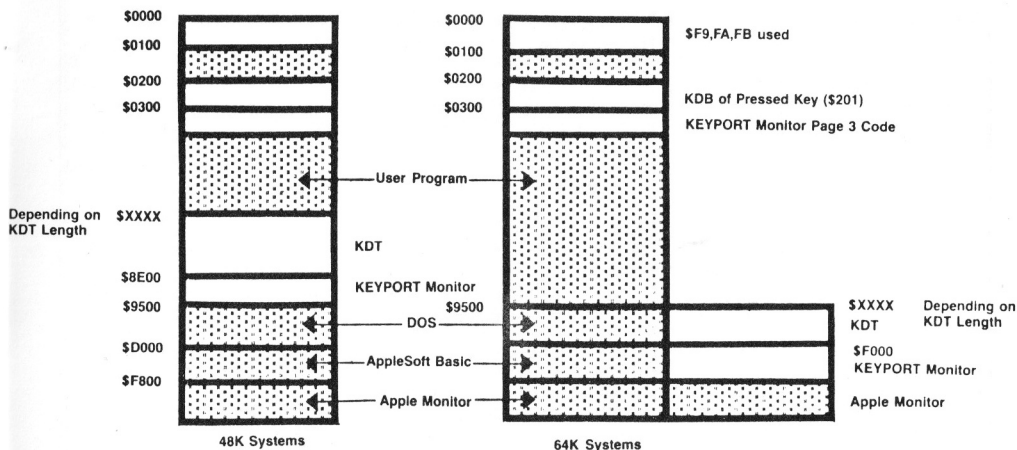 $0000
$0100
$0200
$0300
Depending on $XXXX
KDT Length
$8E00
$9500
$D000
$F800
KDT
KEYPORT Monitor
48K Systems
User Program
DOS
AppleSoft Basic
Apple Monitor
$0000
$0100
$0200
$0300
$9500
$F9,FA,FB used
KDB of Pressed Key ($201)
KEYPORT Monitor Page 3 Code
$XXXX Depending on
KDT Length
KDT
$F000
KEYPORT Monitor
Apple Monitor
64K Systems